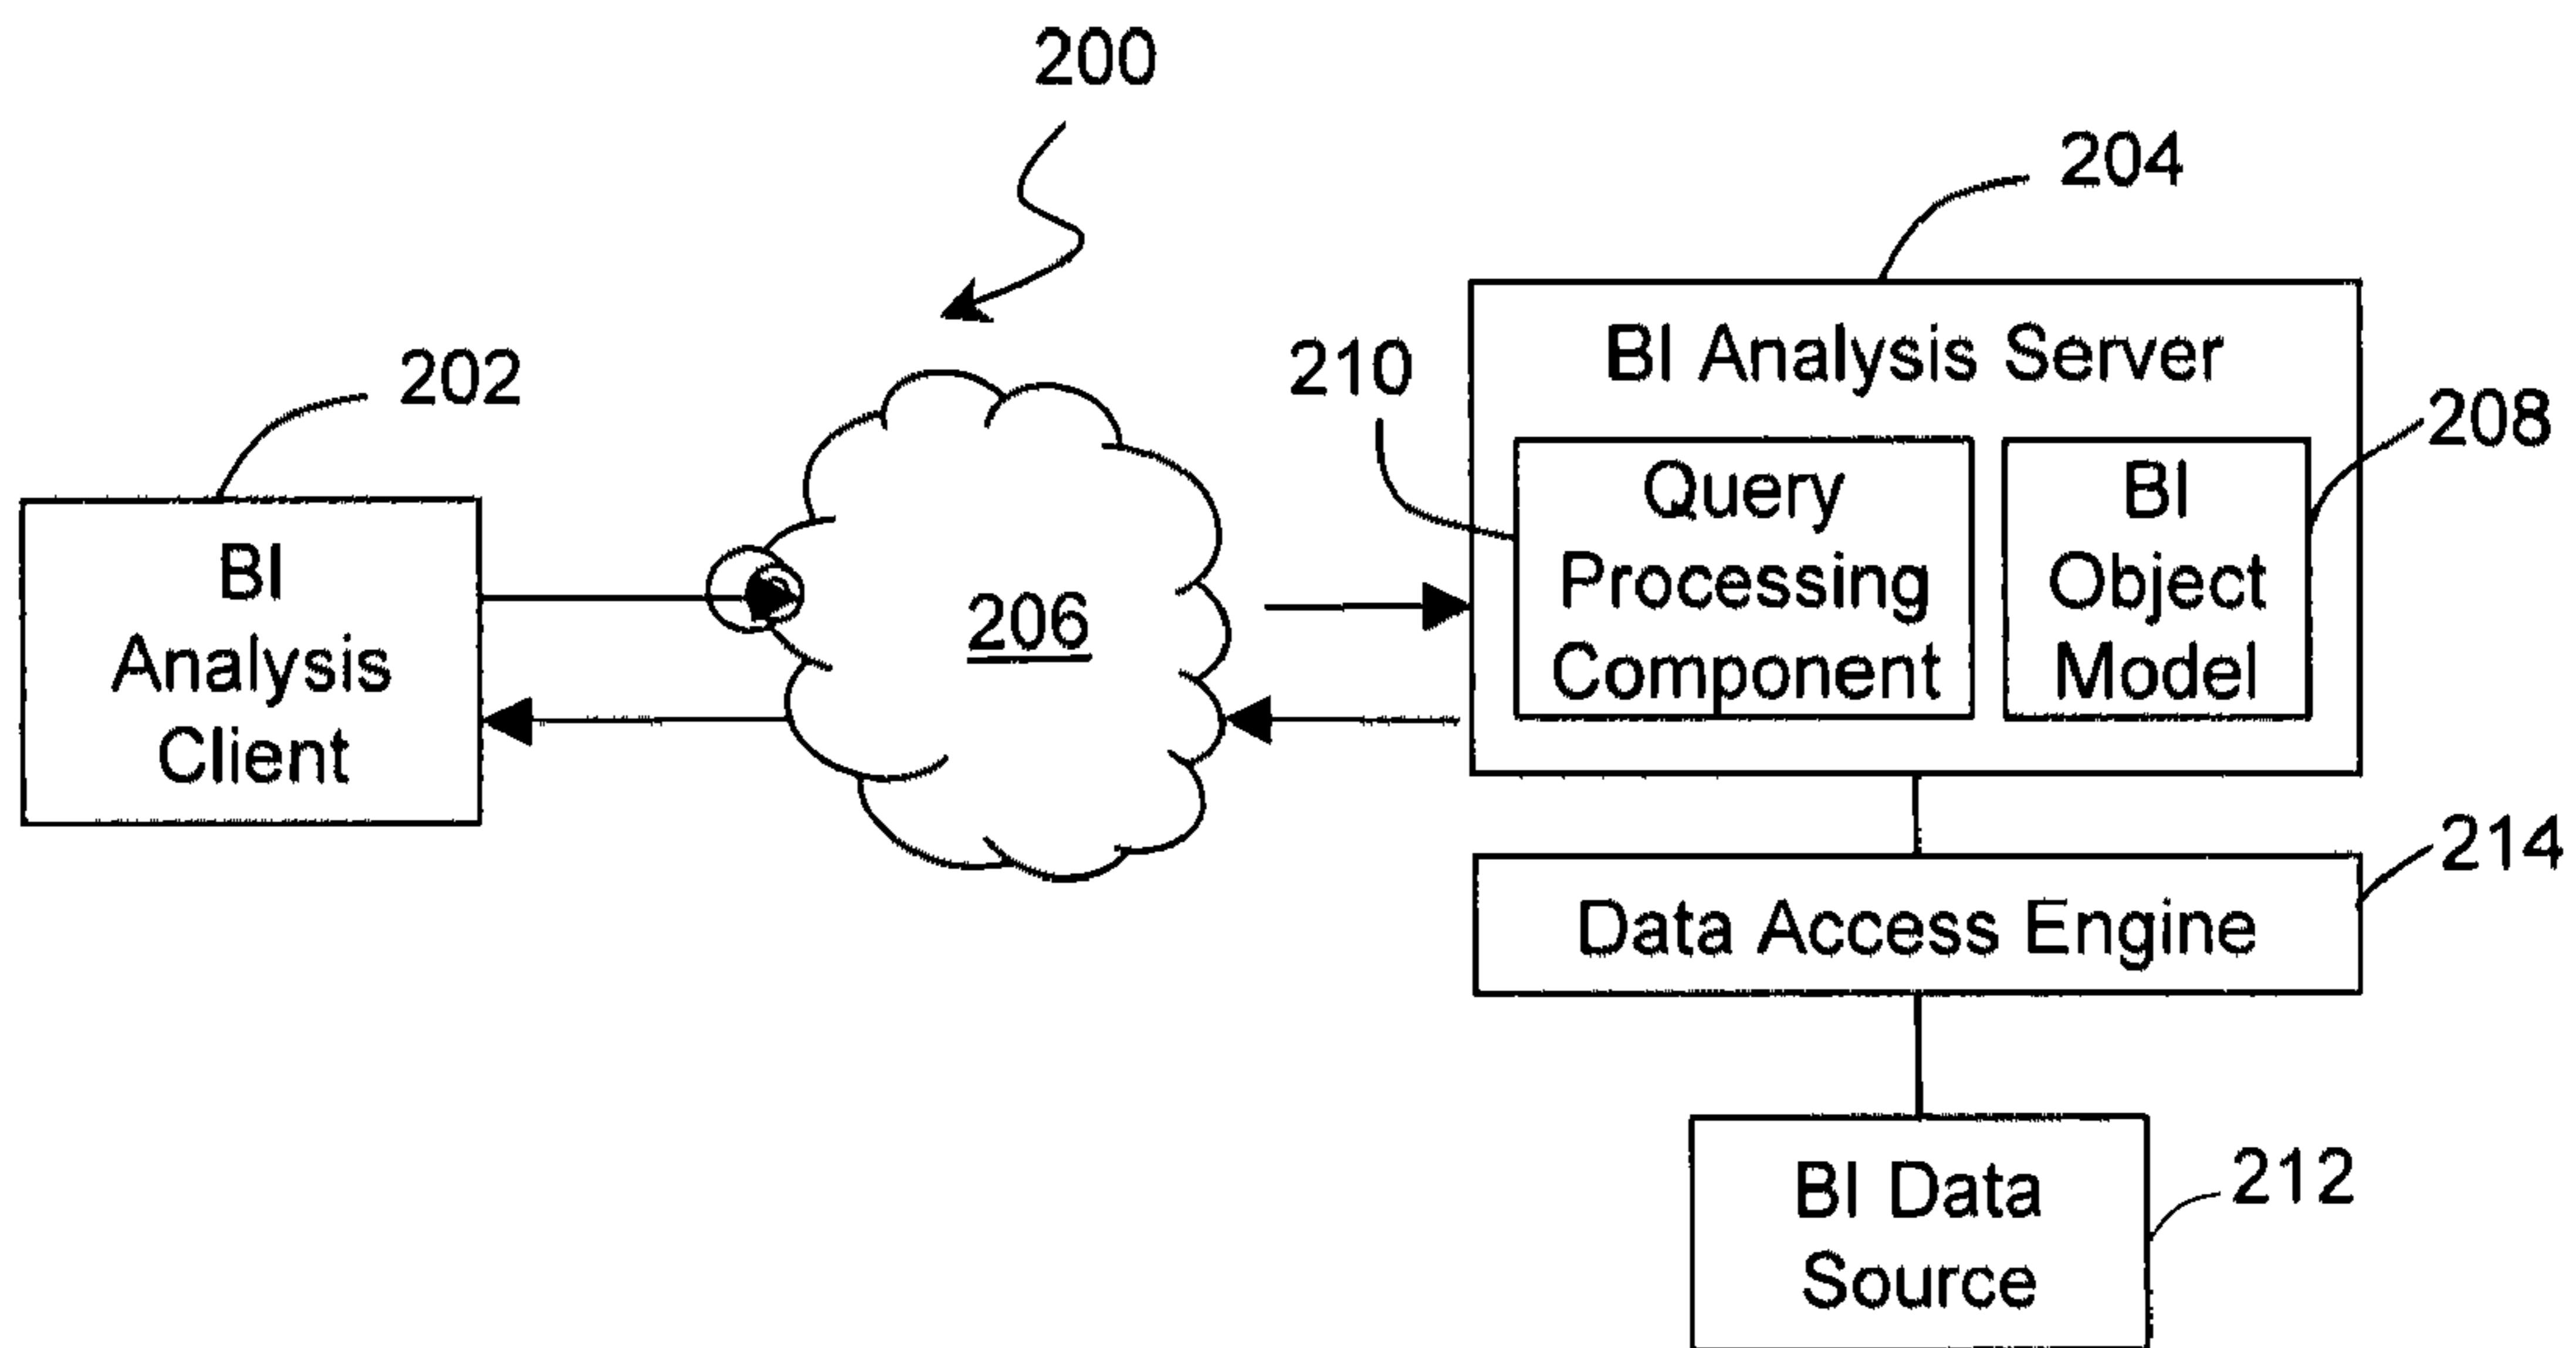 200
204
202
BI Analysis Server
210
208
BI
Analysis
Client
206
Query
Processing
Component
BI
Object
Model
214
Data Access Engine
BI Data
Source
212